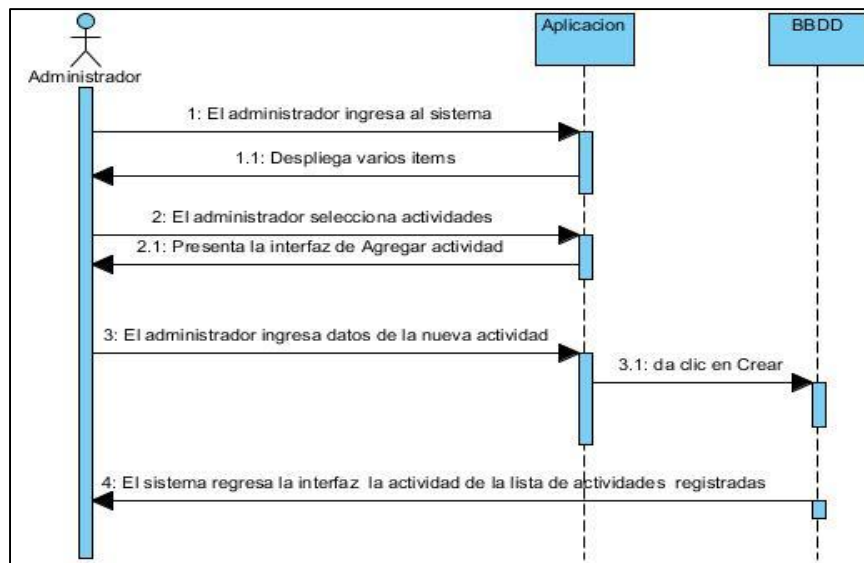 Aplicacion
BBDD
Administrador
1: El administrador ingresa al sistema
1.1: Despliega varios items
2: El administrador selecciona actividades
2.1: Presenta la interfaz de Agregar actividad
3: El administrador ingresa datos de la nueva actividad
3.1: da clic en Crear
4: El sistema regresa la interfaz la actividad de la lista de actividades registradas